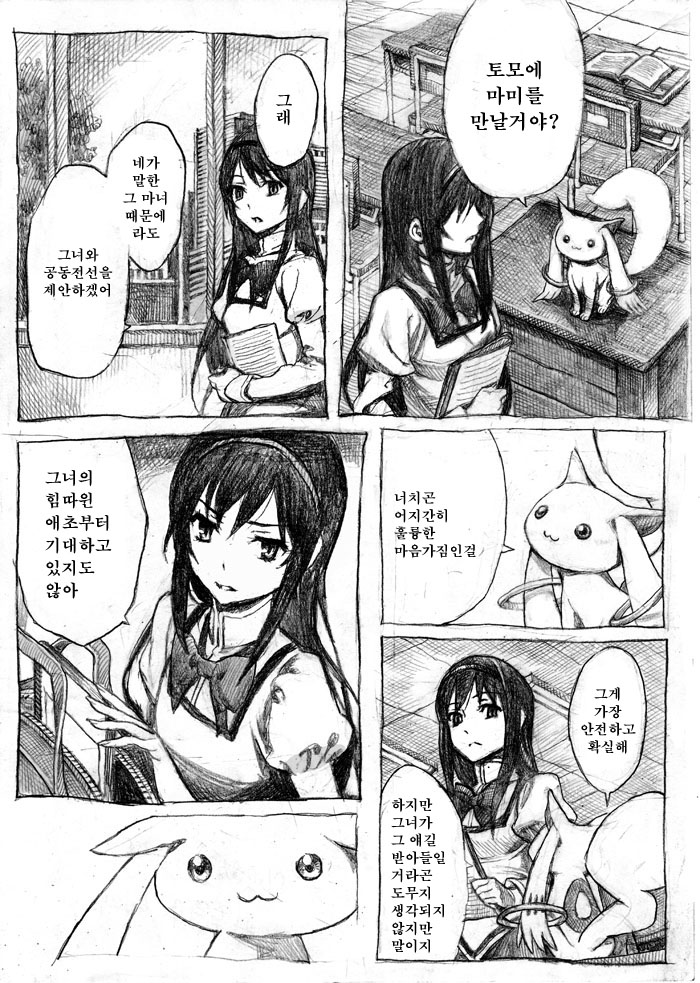 토모에
마미를
만날거야?
그
래
네가
말한
그 마녀
때문에
라도
그녀와
공동전선을
제안하겠어
너치곤
어지간히
훌륭한
마음가짐인걸
그게
가장
안전하고
확실해
하지만
그녀가
그 얘길
받아들일
거라곤
도무지
생각되지
않지만
말이지
그녀의
힘따윈
애초부터
기대하고
있지도
않아